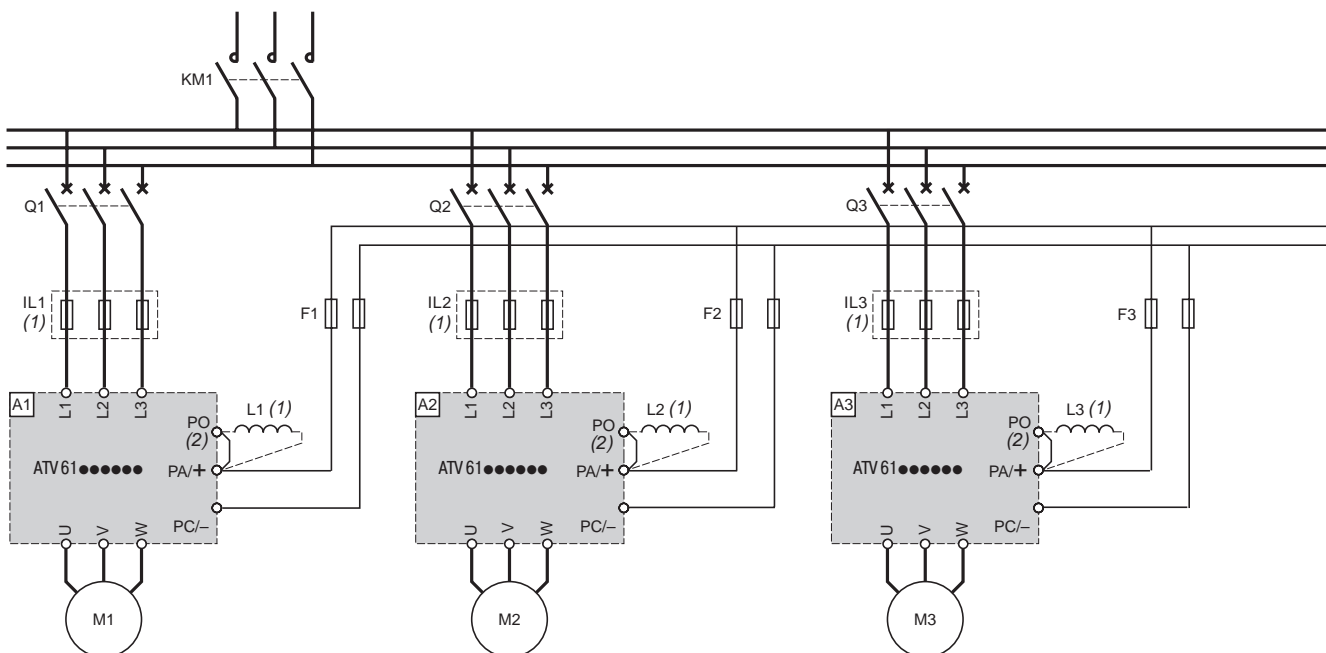 KM1
Q1
Q2
Q3
IL1
(1)
F1
IL2
(1)
F2
IL3
(1)
F3
A1
L1
L2
L3
PO
(2)
L1 (1)
ATV 61●●●●●●
PA/+
PC/–
U
V
W
M1
A2
L1
L2
L3
PO
(2)
L2 (1)
ATV 61●●●●●●
PA/+
PC/–
U
V
W
M2
A3
L1
L2
L3
PO
(2)
L3 (1)
ATV 61●●●●●●
PA/+
PC/–
U
V
W
M3